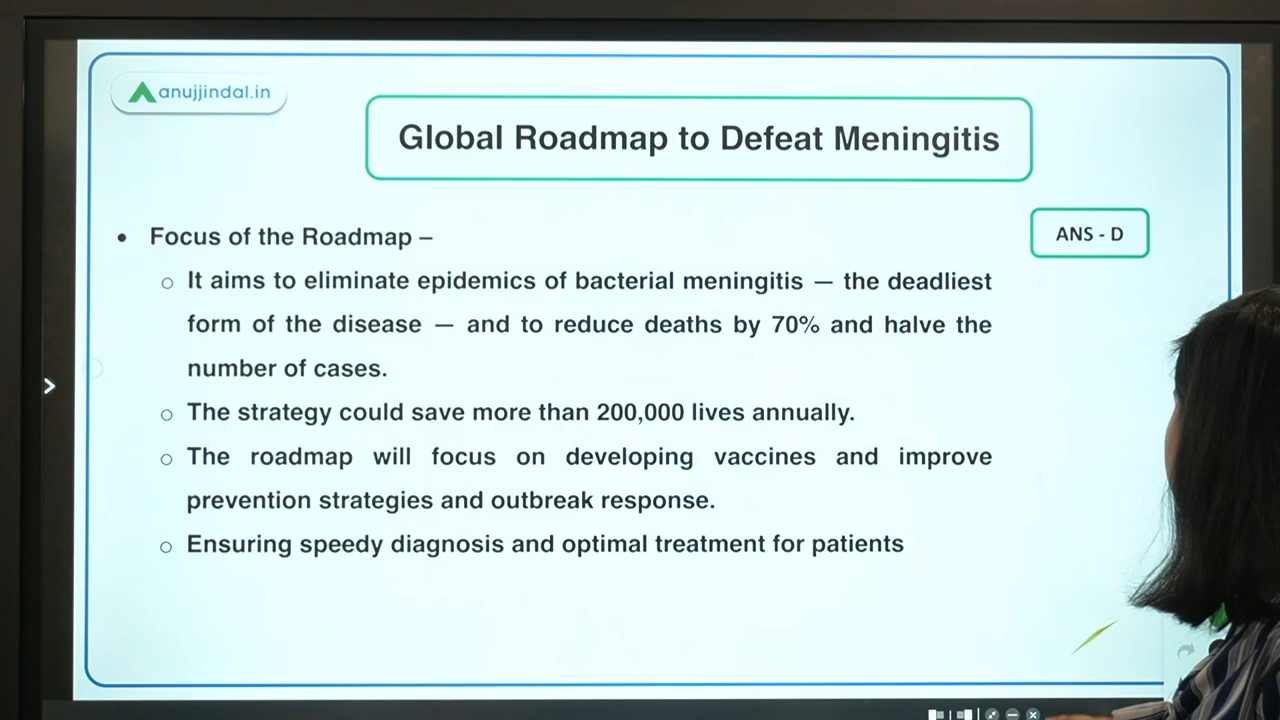 anujjindal.in
Global Roadmap to Defeat Meningitis
ANS - D
• Focus of the Roadmap –
○ It aims to eliminate epidemics of bacterial meningitis — the deadliest
form of the disease — and to reduce deaths by 70% and halve the
number of cases.
○ The strategy could save more than 200,000 lives annually.
○ The roadmap will focus on developing vaccines and improve
prevention strategies and outbreak response.
○ Ensuring speedy diagnosis and optimal treatment for patients